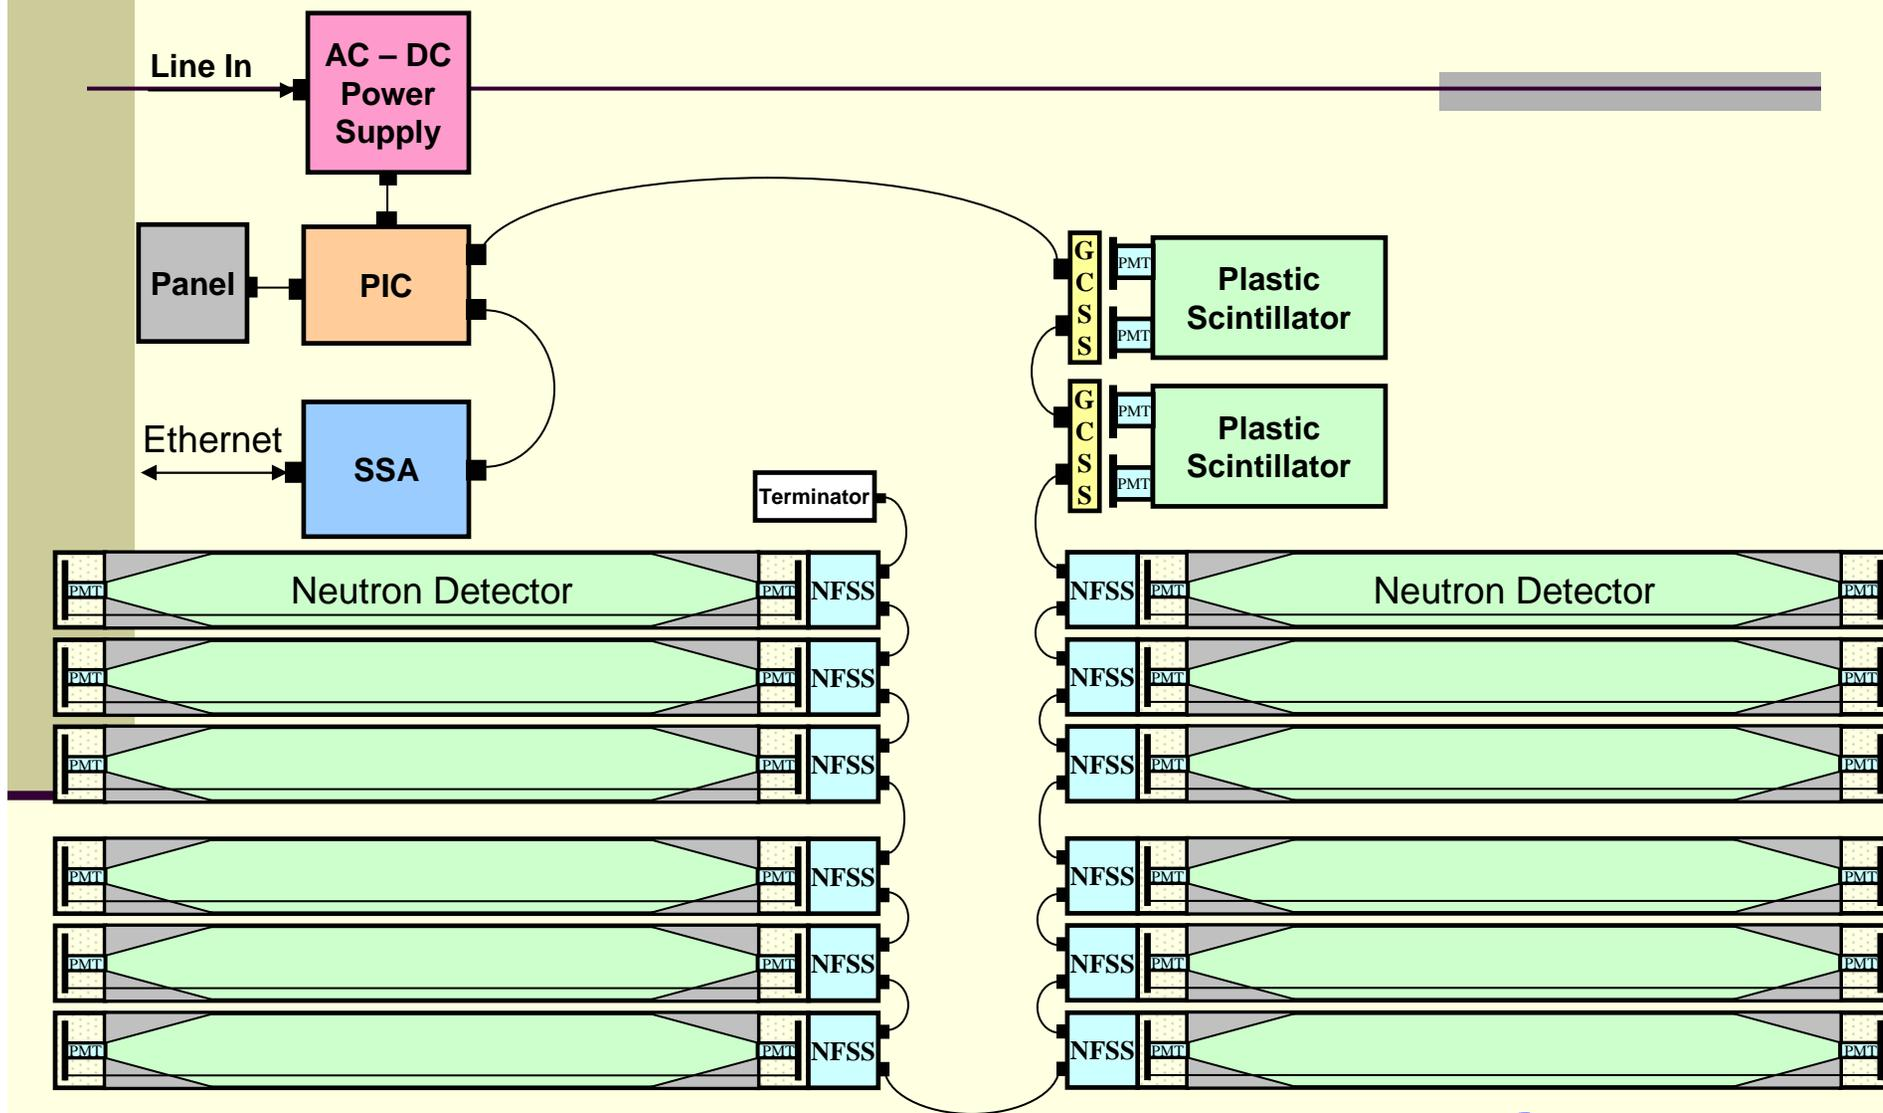 Line In
AC – DC
Power
Supply
Panel
PIC
G
C
S
S
PMT
PMT
Plastic
Scintillator
Ethernet
SSA
G
C
S
S
PMT
PMT
Plastic
Scintillator
Terminator
PMT Neutron Detector PMT NFSS
NFSS PMT Neutron Detector PMT
PMT PMT NFSS
NFSS PMT PMT
PMT PMT NFSS
NFSS PMT PMT
PMT PMT NFSS
NFSS PMT PMT
PMT PMT NFSS
NFSS PMT PMT
PMT PMT NFSS
NFSS PMT PMT